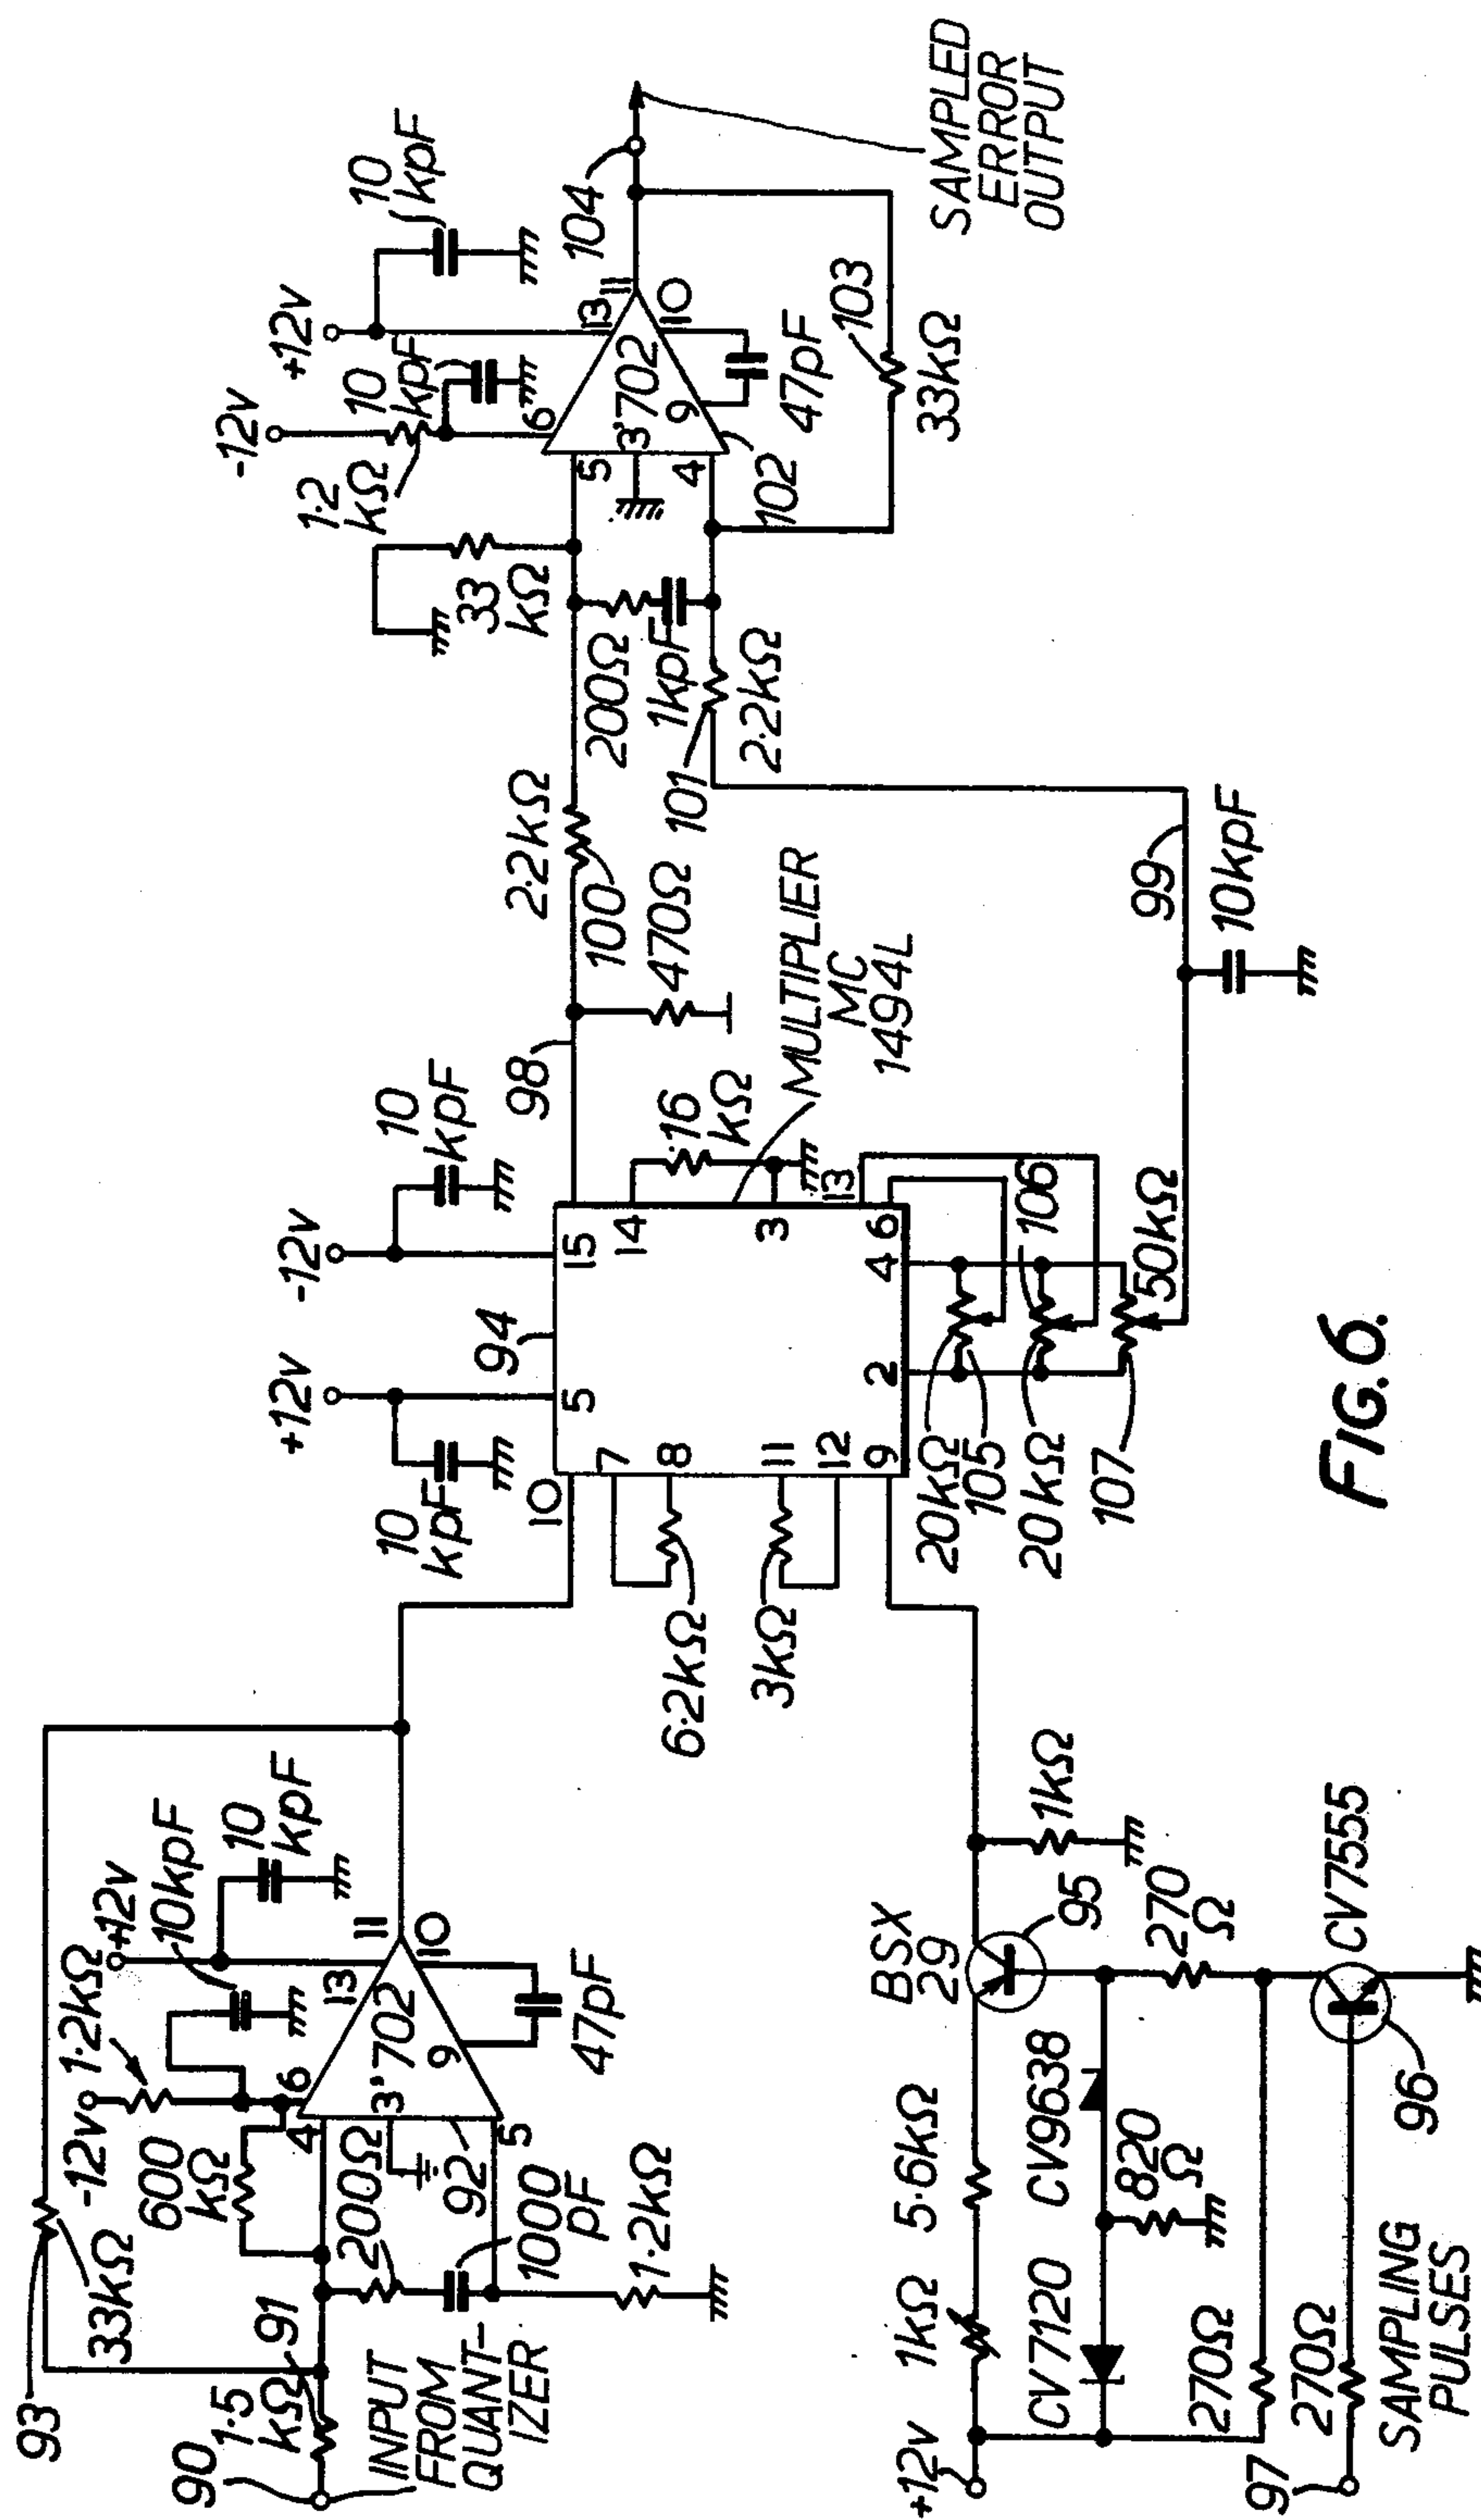 93
33kΩ
-12v
1·2kΩ
+12v
10kpF
10
kpF
600
kΩ
90
1·5
kΩ
91
INPUT
FROM
QUANT-
IZER
200Ω
4
6
13
11
3
'702
9
10
5
92
1000
pF
47pF
1·2kΩ
+12v
1kΩ
5·6kΩ
BSX
29
95
1kΩ
CV7120
CV9638
820
Ω
270
Ω
270Ω
97
270Ω
SAMPLING
PULSES
96
CV7555
+12v
94
-12v
10
kpF
10
kpF
10
5
15
7
8
11
12
9
14
3
13
6
4
2
6·2kΩ
3kΩ
16
kΩ
MULTIPLIER
MC
1494L
20kΩ
105
20kΩ
106
107
50kΩ
98
100
2·2kΩ
470Ω
99
10kpF
101
2·2kΩ
200Ω
1kpF
33
kΩ
1·2
kΩ
-12v
10
kpF
+12v
10
kpF
5
6
13
11
3
'702
4
9
10
102
47pF
103
33kΩ
104
SAMPLED
ERROR
OUTPUT
FIG. 6.